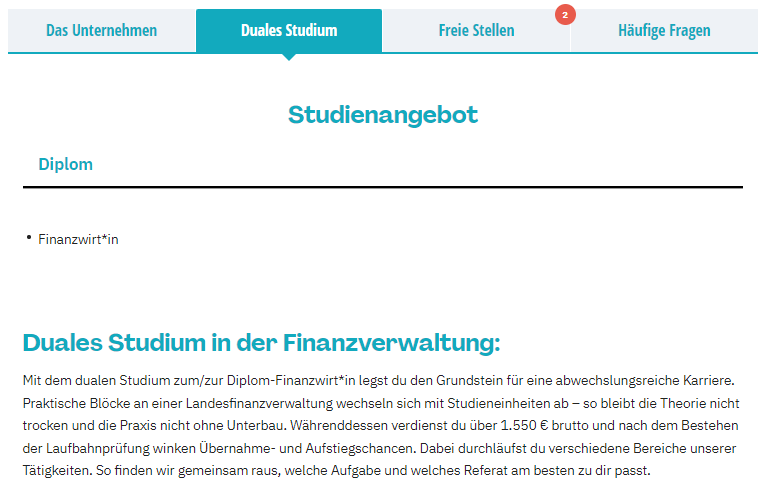 Das Unternehmen
Duales Studium
Freie Stellen
2
Häufige Fragen
Studienangebot
Diplom
• Finanzwirt*in
Duales Studium in der Finanzverwaltung:
Mit dem dualen Studium zum/zur Diplom-Finanzwirt*in legst du den Grundstein für eine abwechslungsreiche Karriere.
Praktische Blöcke an einer Landesfinanzverwaltung wechseln sich mit Studieneinheiten ab – so bleibt die Theorie nicht
trocken und die Praxis nicht ohne Unterbau. Währenddessen verdienst du über 1.550 € brutto und nach dem Bestehen
der Laufbahnprüfung winken Übernahme- und Aufstiegschancen. Dabei durchläufst du verschiedene Bereiche unserer
Tätigkeiten. So finden wir gemeinsam raus, welche Aufgabe und welches Referat am besten zu dir passt.